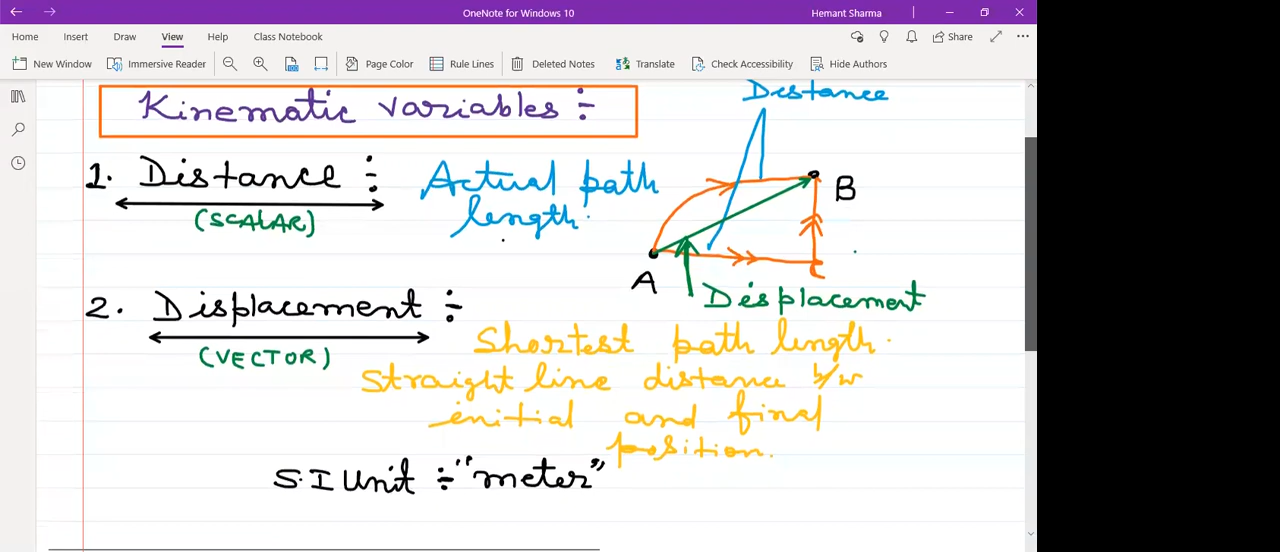 OneNote for Windows 10
Hemant Sharma
Home Insert Draw View Help Class Notebook
Share
New Window Immersive Reader Page Color Rule Lines Deleted Notes Translate Check Accessibility Hide Authors
Kinematic variables ÷
Distance
1. Distance ÷ Actual path
length.
(SCALAR)
B
A
C
Displacement
2. Displacement ÷
(VECTOR)
Shortest path length.
Straight line distance b/w
initial and final
position.
S.I Unit ÷ "meter"